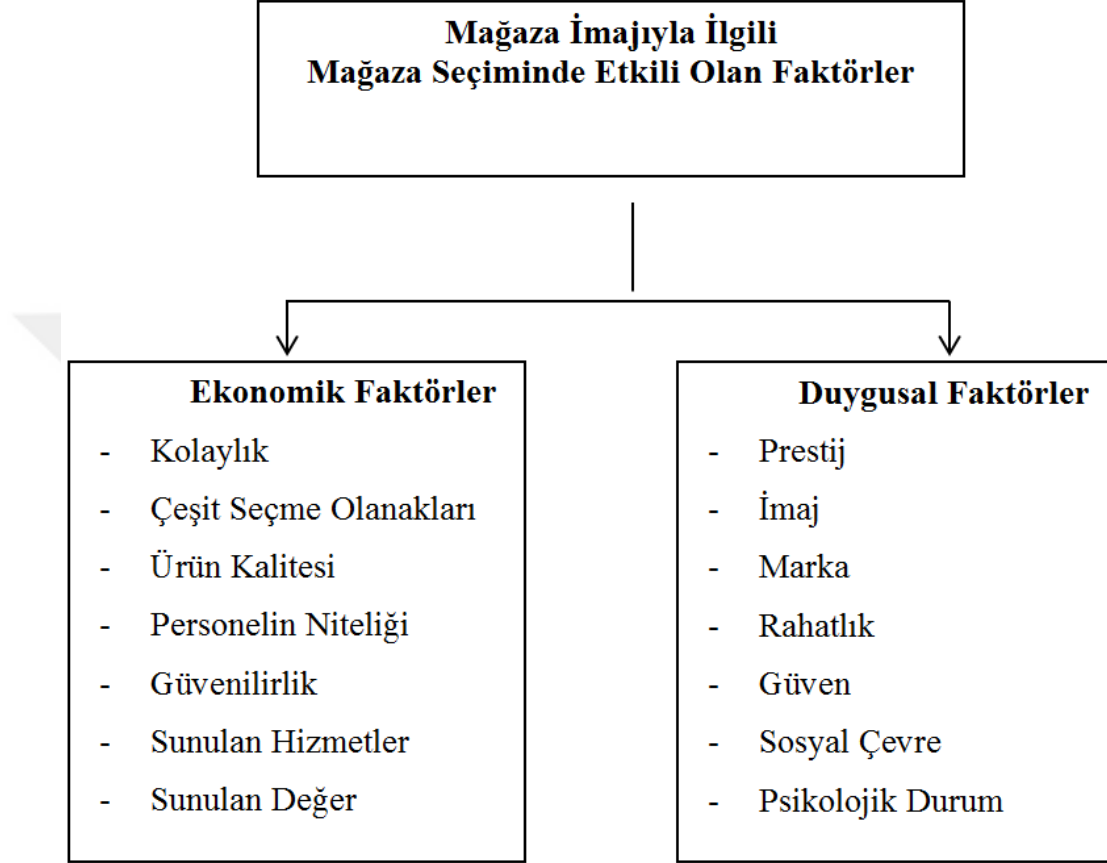 Mağaza İmajıyla İlgili
Mağaza Seçiminde Etkili Olan Faktörler
Ekonomik Faktörler
- Kolaylık
- Çeşit Seçme Olanakları
- Ürün Kalitesi
- Personelin Niteliği
- Güvenilirlik
- Sunulan Hizmetler
- Sunulan Değer
Duygusal Faktörler
- Prestij
- İmaj
- Marka
- Rahatlık
- Güven
- Sosyal Çevre
- Psikolojik Durum